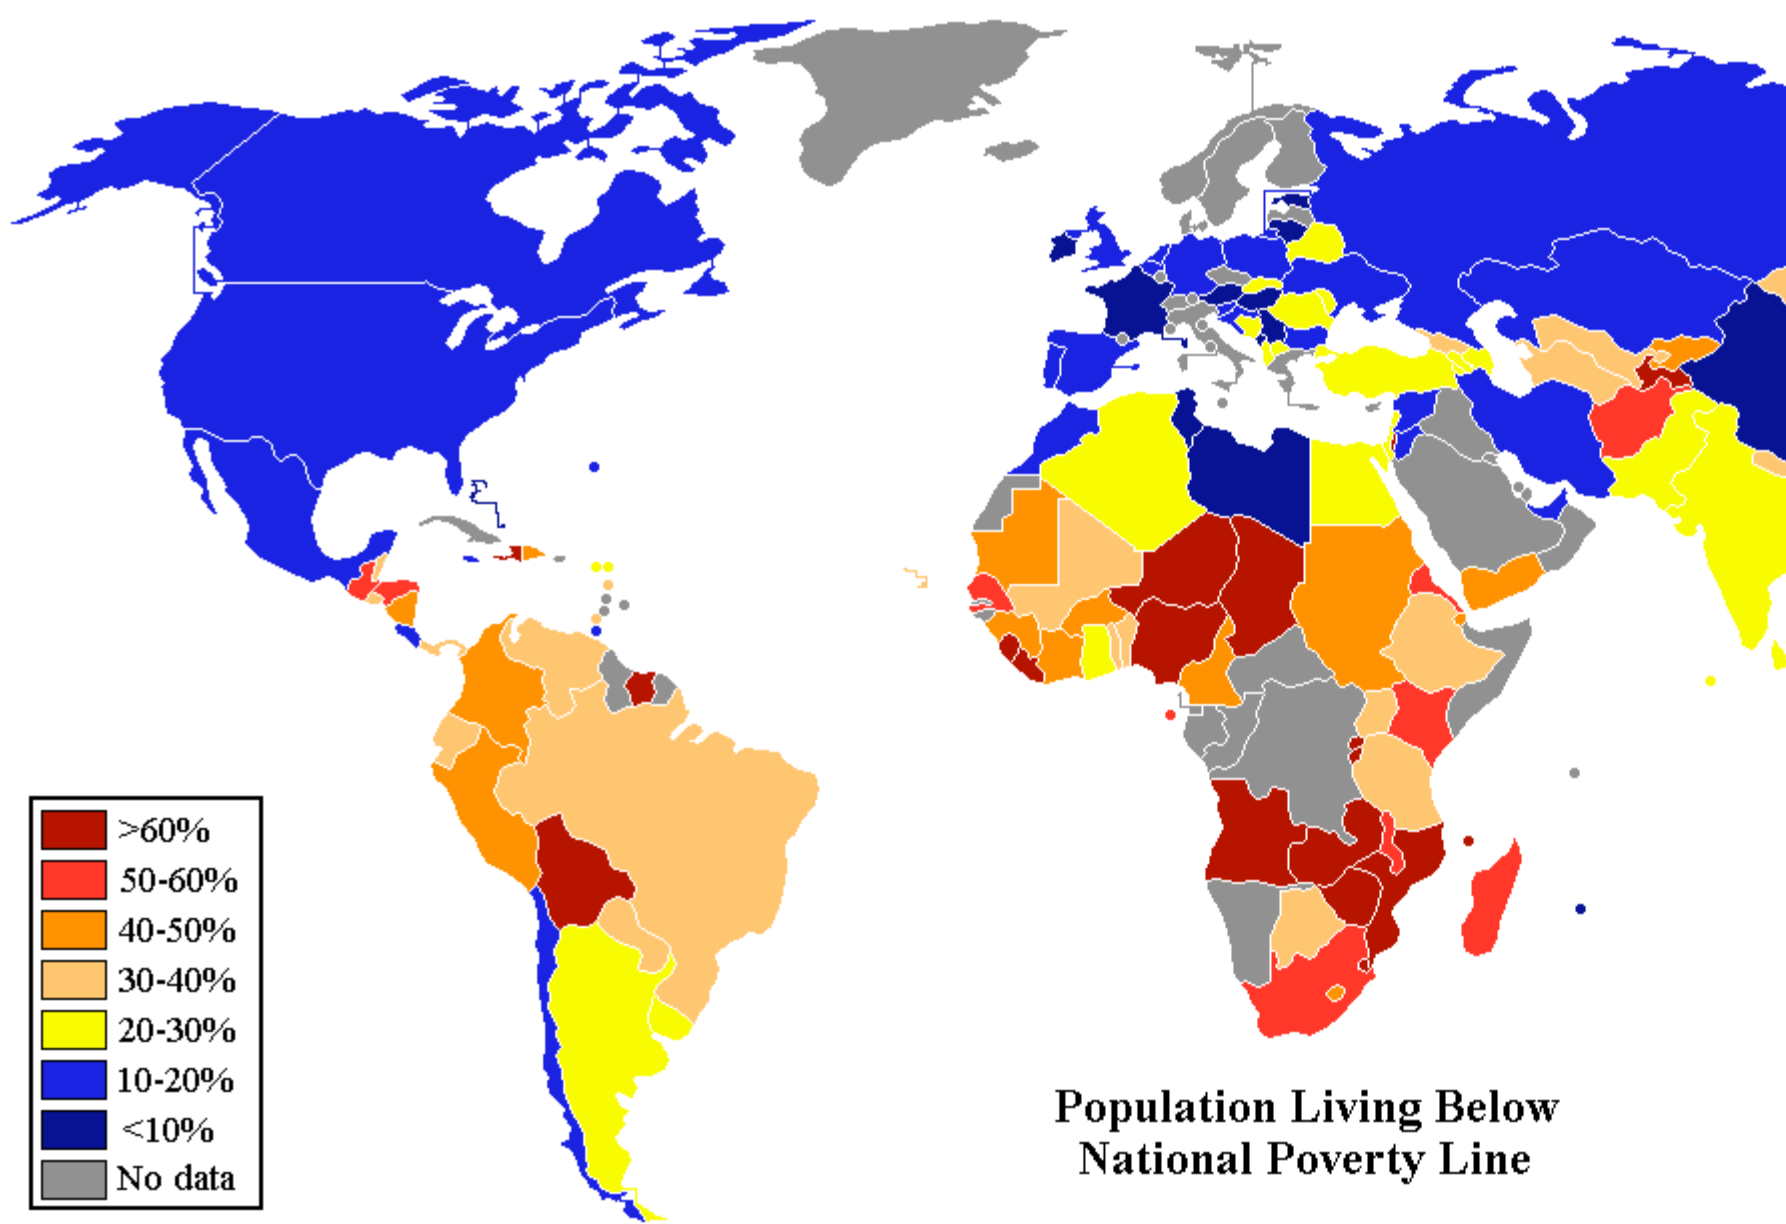 >60%
50-60%
40-50%
30-40%
20-30%
10-20%
<10%
No data
Population Living Below
National Poverty Line